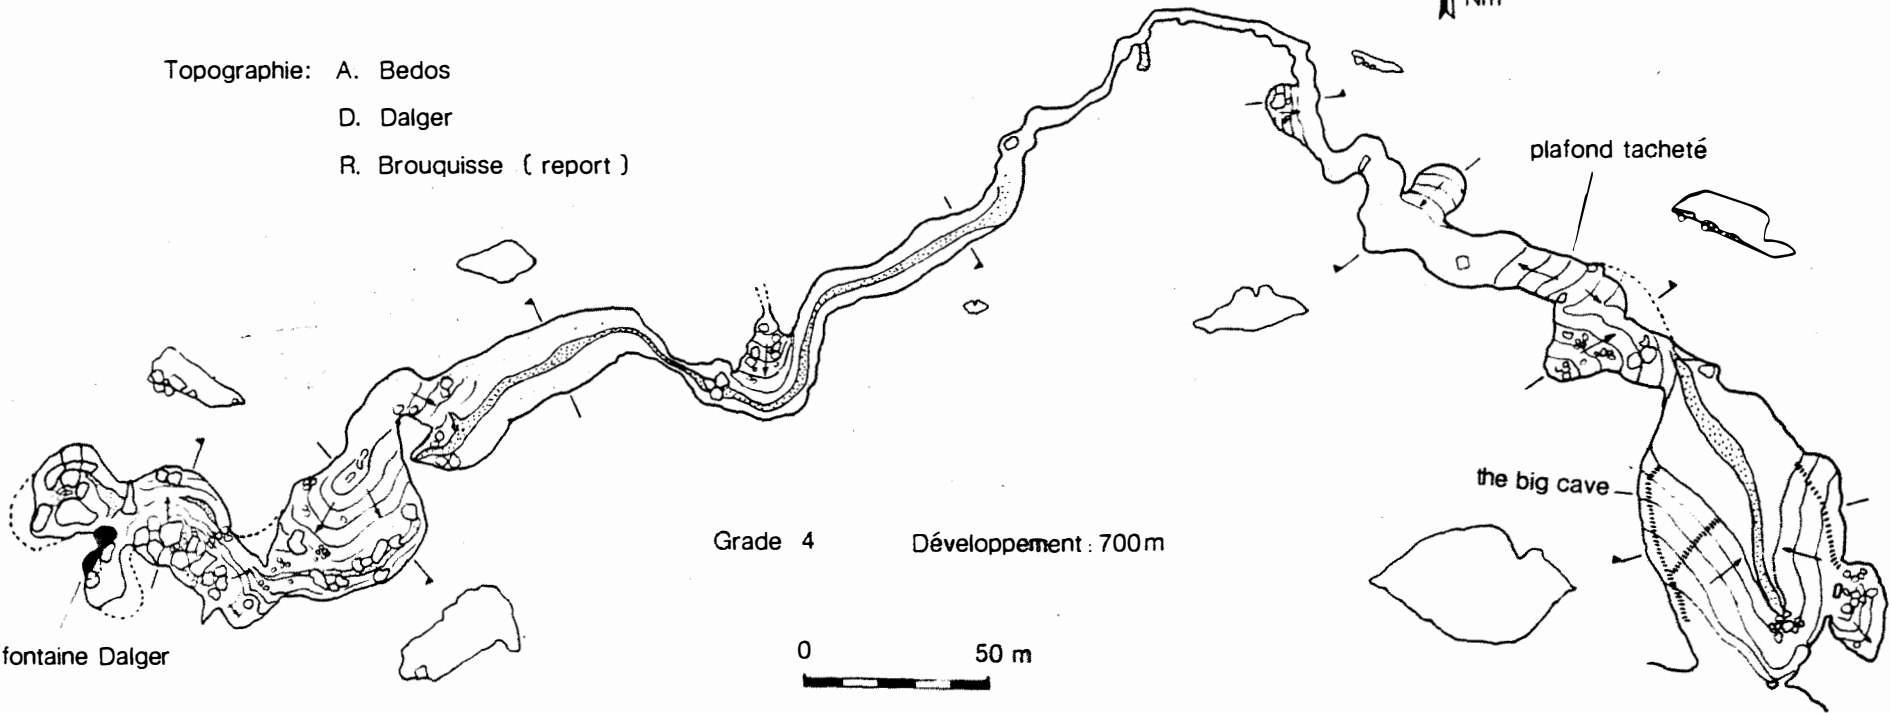 Nm
Topographie: A. Bedos
D. Dalger
R. Brouquisse ( report )
plafond tacheté
the big cave
Grade 4 Développement : 700 m
fontaine Dalger
0 50 m